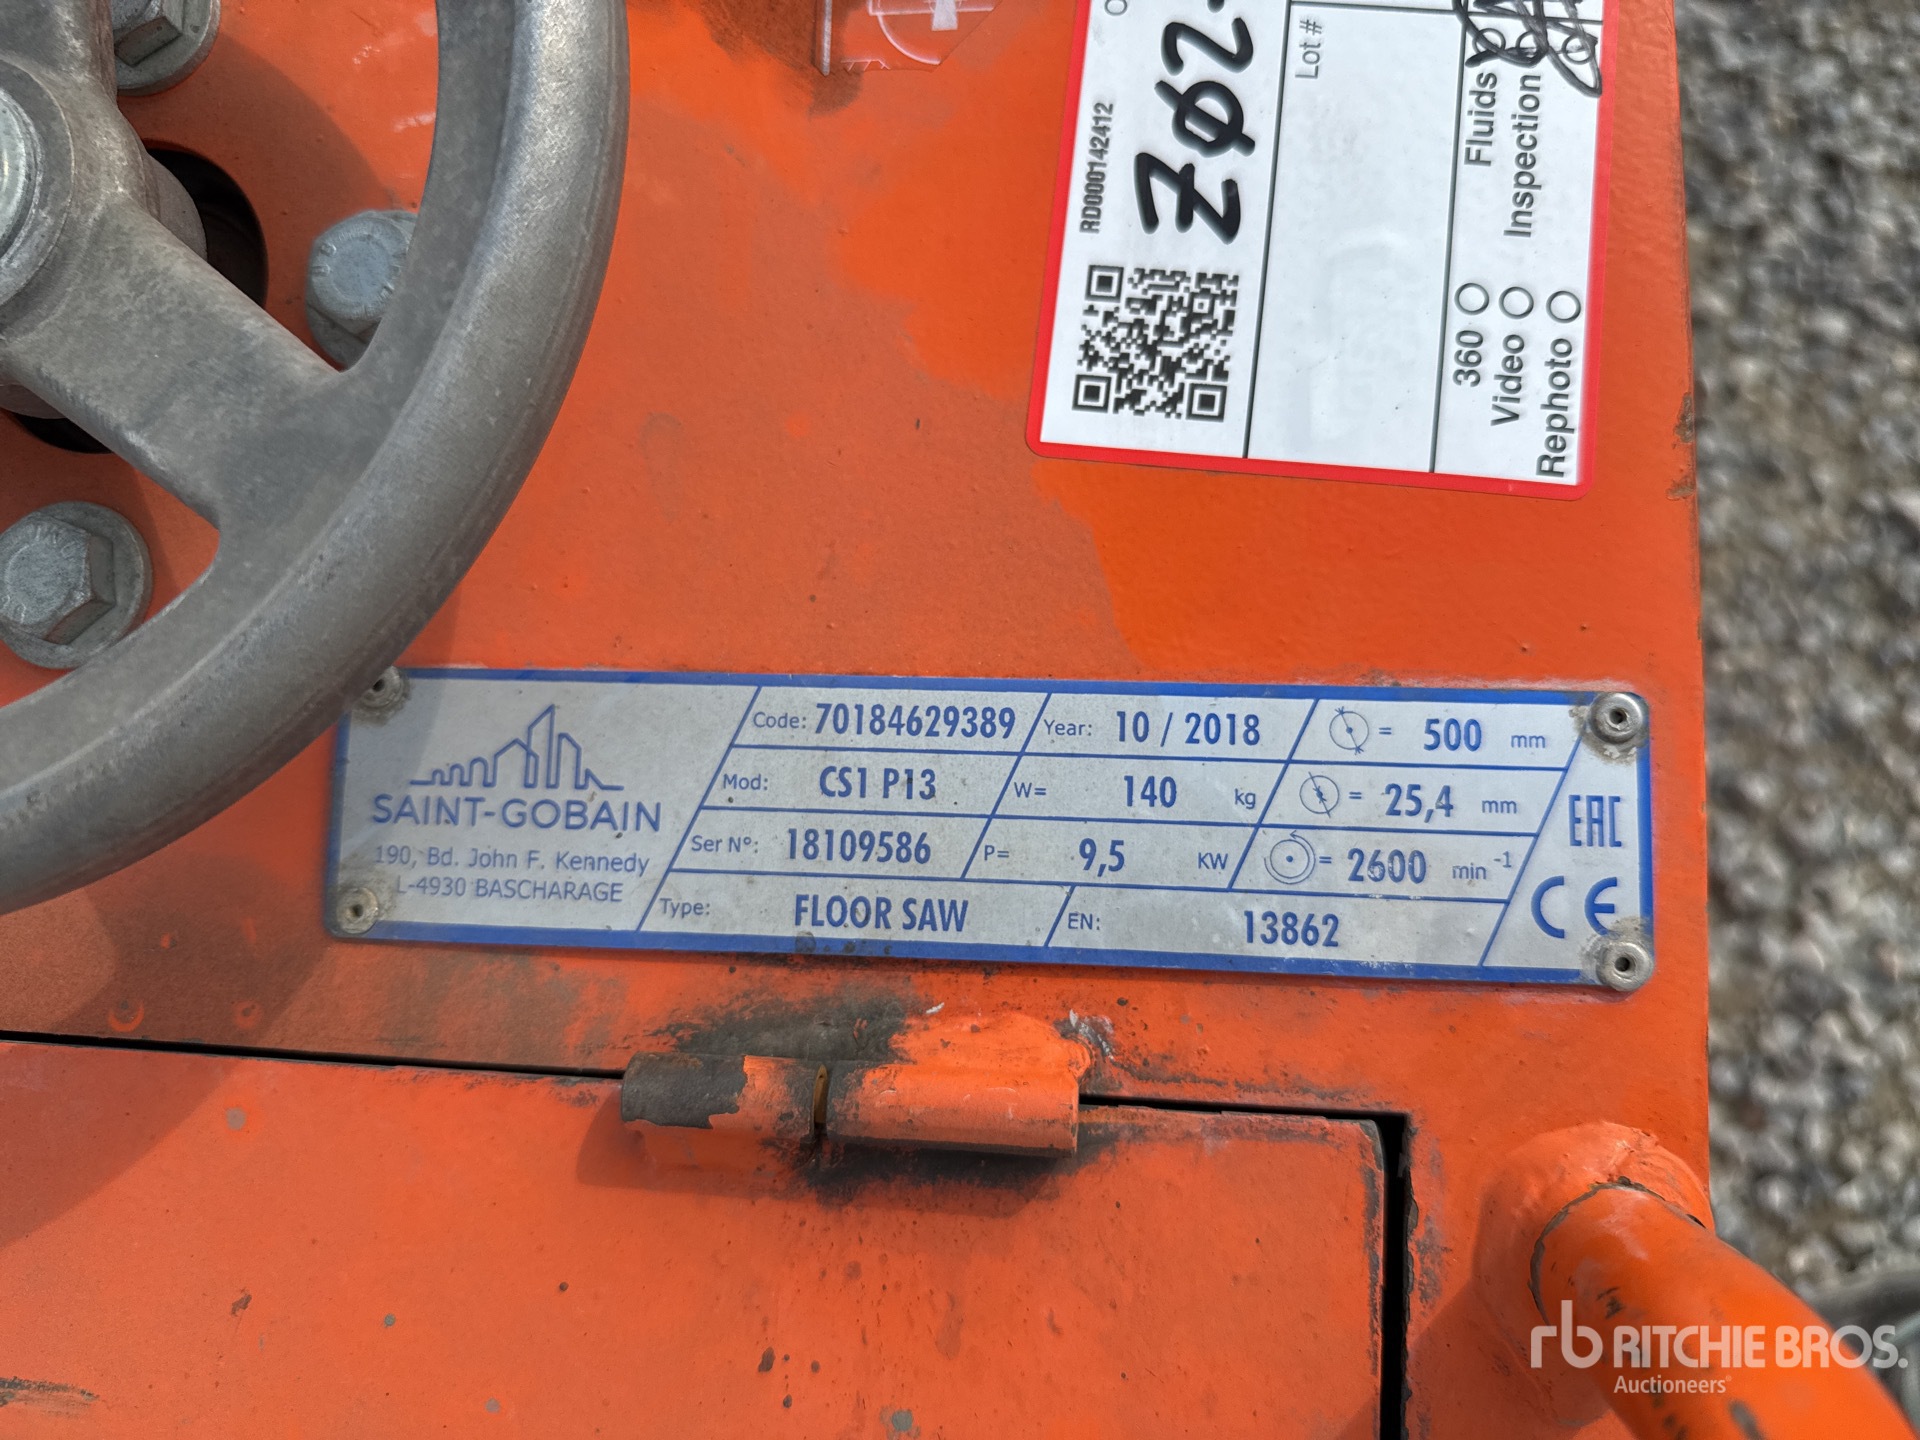 RD000142412
ZØ2
Lot #
Fluids
Inspection
360
Video
Rephoto
SAINT-GOBAIN
190, Bd. John F. Kennedy
L-4930 BASCHARAGE
Code: 70184629389 Year: 10 / 2018 = 500 mm
Mod: CS1 P13 W= 140 kg = 25,4 mm
Ser N°: 18109586 P= 9,5 KW = 2600 min⁻¹
Type: FLOOR SAW EN: 13862
EAC
CE
rb RITCHIE BROS.
Auctioneers